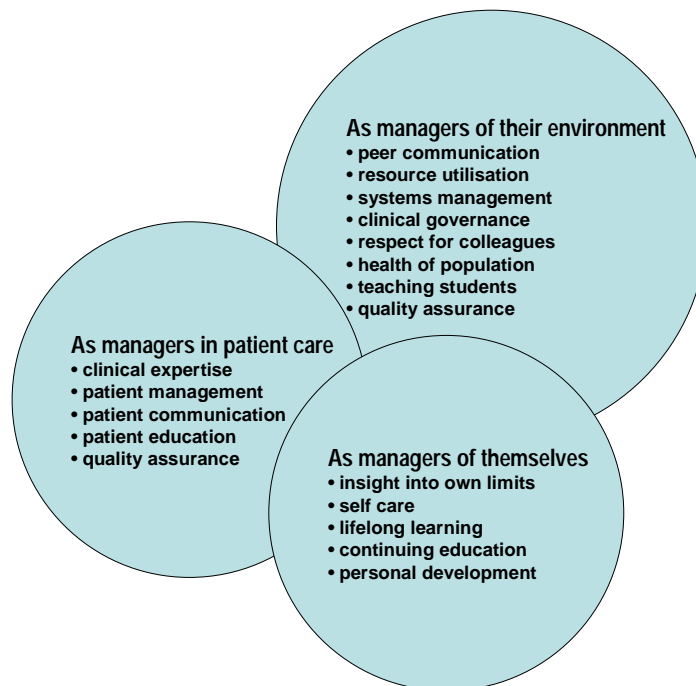 As managers of their environment
• peer communication
• resource utilisation
• systems management
• clinical governance
• respect for colleagues
• health of population
• teaching students
• quality assurance
As managers in patient care
• clinical expertise
• patient management
• patient communication
• patient education
• quality assurance
As managers of themselves
• insight into own limits
• self care
• lifelong learning
• continuing education
• personal development